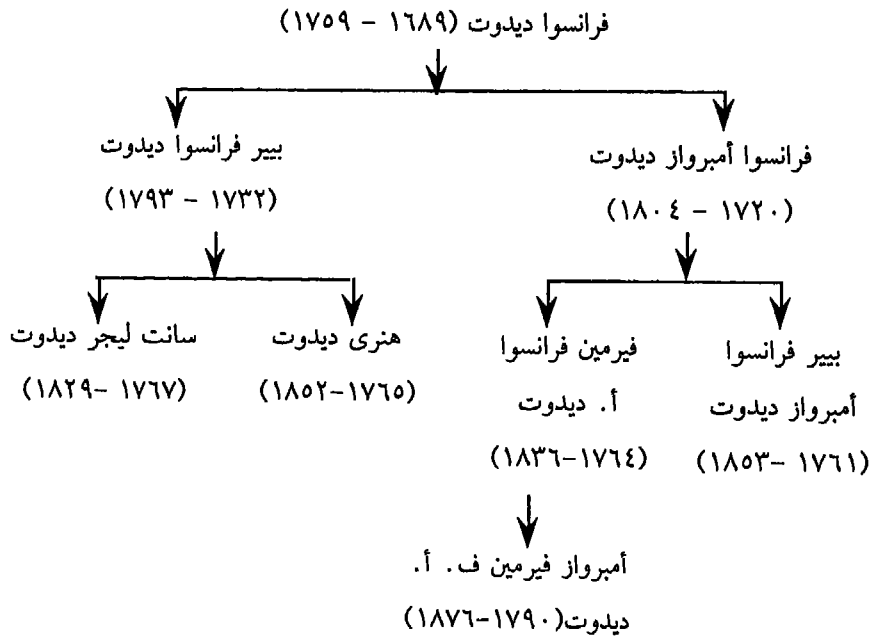 فرانسوا ديدوت (١٦٨٩ - ١٧٥٩)
فرانسوا أمبرواز ديدوت
(١٧٢٠ - ١٨٠٤)
بيير فرانسوا ديدوت
(١٧٣٢ - ١٧٩٣)
بيير فرانسوا
أمبرواز ديدوت
(١٧٦١ -١٨٥٣)
فيرمين فرانسوا
أ. ديدوت
(١٧٦٤-١٨٣٦)
هنرى ديدوت
(١٧٦٥-١٨٥٢)
سانت ليجر ديدوت
(١٧٦٧ -١٨٢٩)
أمبرواز فيرمين ف. أ.
ديدوت(١٧٩٠-١٨٧٦)